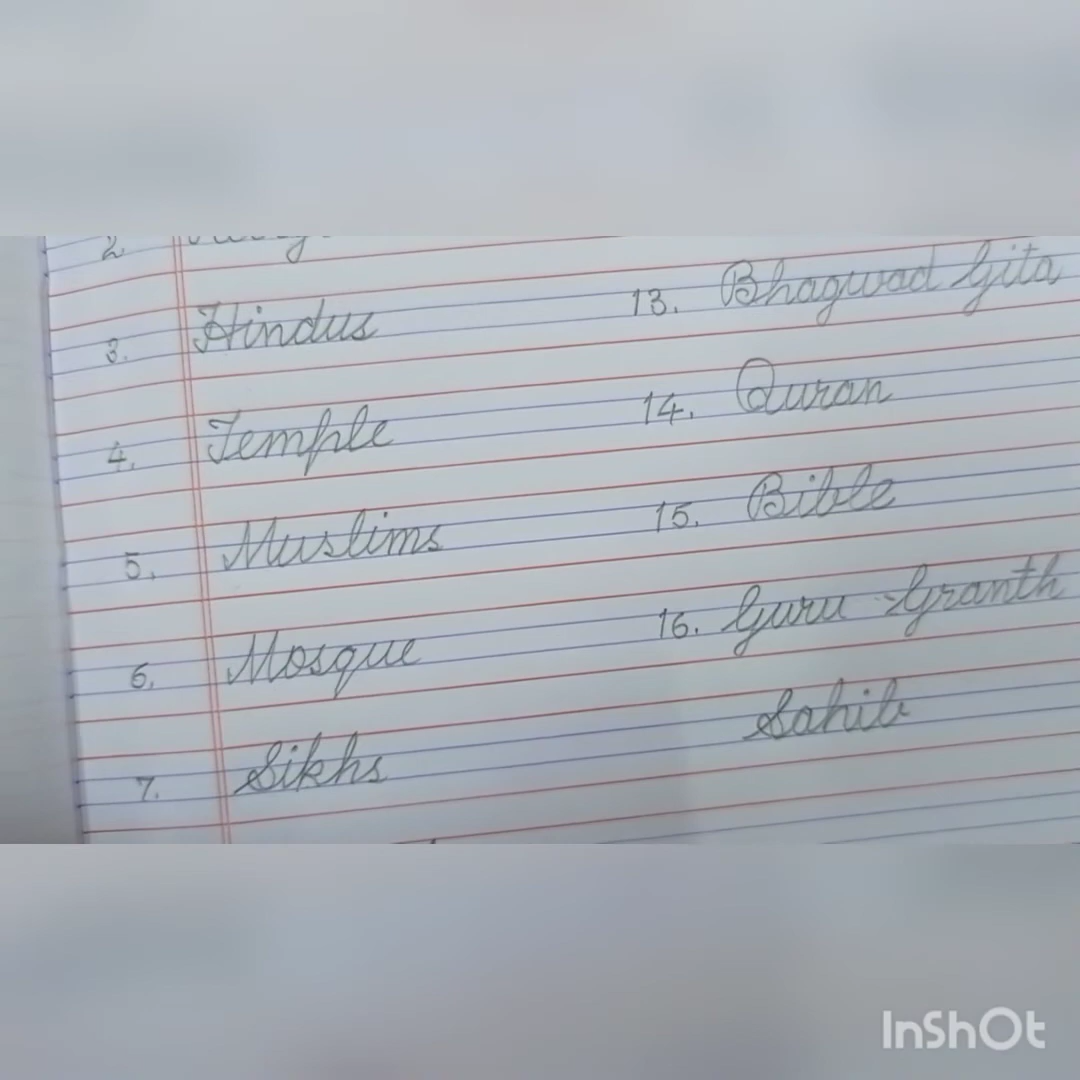 2.
3. Hindus
4. Temple
5. Muslims
6. Mosque
7. Sikhs
13. Bhagwad Gita
14. Quran
15. Bible
16. Guru Granth
Sahib
InShOt